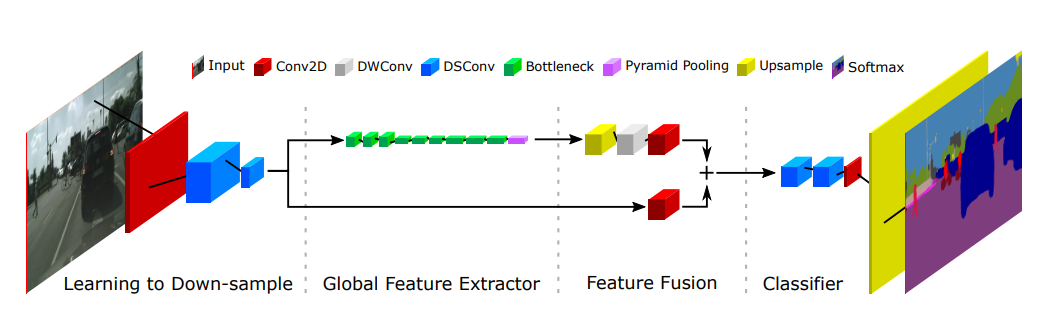 Input Conv2D DWConv DSConv Bottleneck Pyramid Pooling Upsample Softmax
+
Learning to Down-sample Global Feature Extractor Feature Fusion Classifier